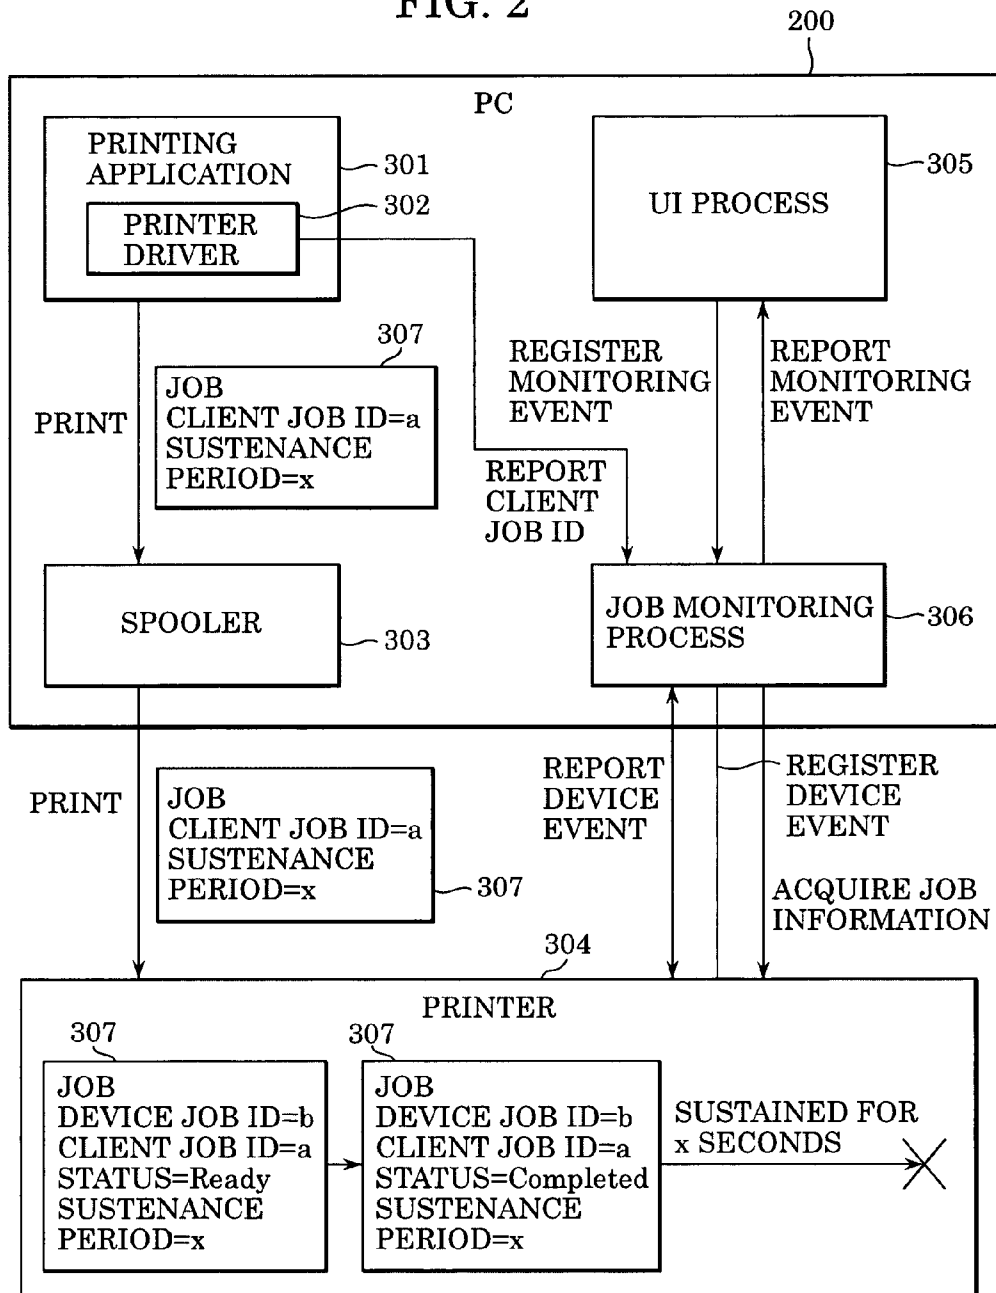 FIG. 2
200
PC
PRINTING
APPLICATION
301
302
PRINTER
DRIVER
UI PROCESS
305
307
JOB
CLIENT JOB ID=a
SUSTENANCE
PERIOD=x
PRINT
REGISTER
MONITORING
EVENT
REPORT
MONITORING
EVENT
REPORT
CLIENT
JOB ID
SPOOLER
303
JOB MONITORING
PROCESS
306
PRINT
JOB
CLIENT JOB ID=a
SUSTENANCE
PERIOD=x
307
REPORT
DEVICE
EVENT
REGISTER
DEVICE
EVENT
ACQUIRE JOB
INFORMATION
304
PRINTER
307
JOB
DEVICE JOB ID=b
CLIENT JOB ID=a
STATUS=Ready
SUSTENANCE
PERIOD=x
307
JOB
DEVICE JOB ID=b
CLIENT JOB ID=a
STATUS=Completed
SUSTENANCE
PERIOD=x
SUSTAINED FOR
x SECONDS